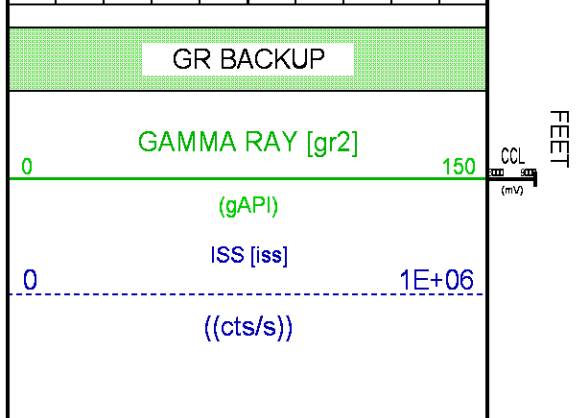 GR BACKUP
GAMMA RAY [gr2]
0 150
(gAPI)
ISS [iss]
0 1E+06
((cts/s))
CCL
(mV)
FEET